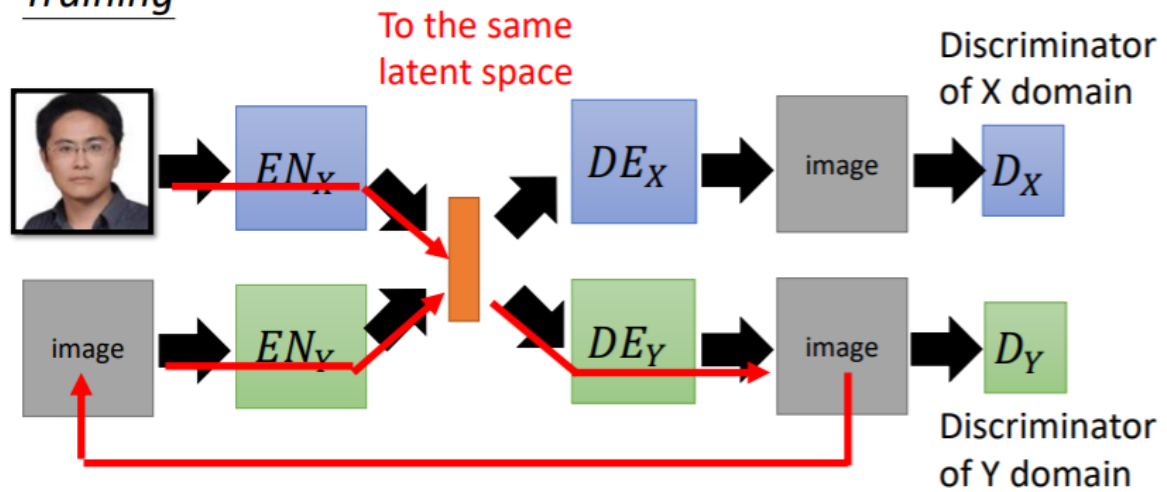 Training
To the same
latent space
Discriminator
of X domain
EN_X
DE_X
image
D_X
image
EN_Y
DE_Y
image
D_Y
Discriminator
of Y domain